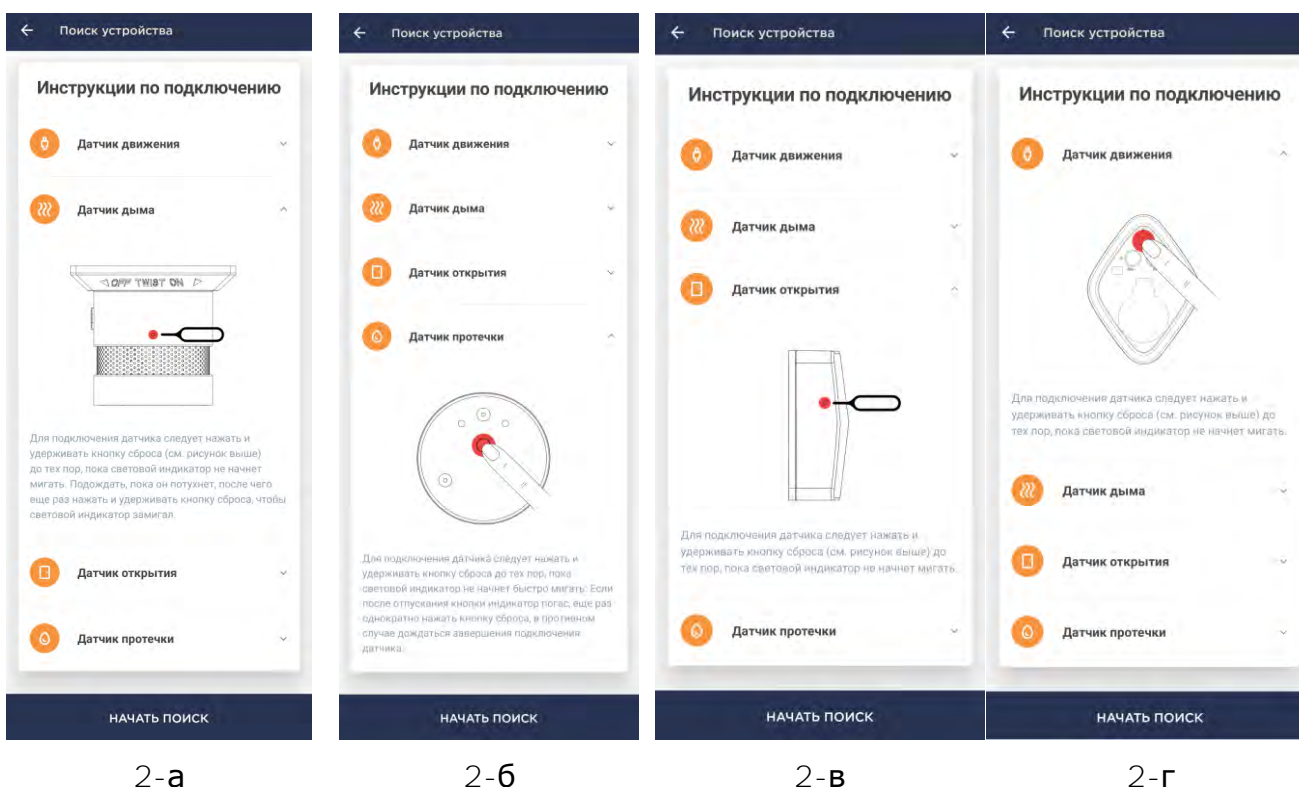 Поиск устройства
Инструкции по подключению
Датчик движения
Датчик дыма
OFF TWIST ON
Для подключения датчика следует нажать и
удерживать кнопку сброса (см. рисунок выше)
до тех пор, пока световой индикатор не начнет
мигать. Подождать, пока он потухнет, после чего
еще раз нажать и удерживать кнопку сброса, чтобы
световой индикатор замигал.
Датчик открытия
Датчик протечки
НАЧАТЬ ПОИСК
2-а
Поиск устройства
Инструкции по подключению
Датчик движения
Датчик дыма
Датчик открытия
Датчик протечки
Для подключения датчика следует нажать и
удерживать кнопку сброса до тех пор, пока
световой индикатор не начнет быстро мигать. Если
после отпускания кнопки индикатор погас, еще раз
однократно нажать кнопку сброса, в противном
случае дождаться завершения подключения
датчика.
НАЧАТЬ ПОИСК
2-б
Поиск устройства
Инструкции по подключению
Датчик движения
Датчик дыма
Датчик открытия
Для подключения датчика следует нажать и
удерживать кнопку сброса (см. рисунок выше) до
тех пор, пока световой индикатор не начнет мигать.
Датчик протечки
НАЧАТЬ ПОИСК
2-в
Поиск устройства
Инструкции по подключению
Датчик движения
Для подключения датчика следует нажать и
удерживать кнопку сброса (см. рисунок выше) до
тех пор, пока световой индикатор не начнет мигать.
Датчик дыма
Датчик открытия
Датчик протечки
НАЧАТЬ ПОИСК
2-г